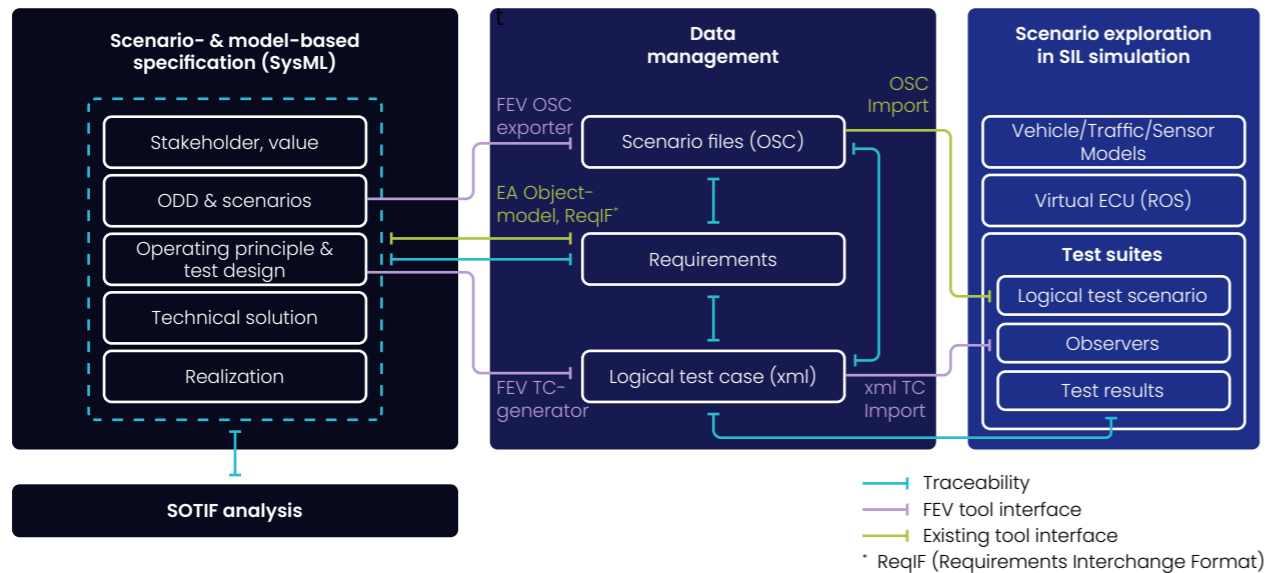 Scenario- & model-based
specification (SysML)
Stakeholder, value
ODD & scenarios
Operating principle &
test design
Technical solution
Realization
SOTIF analysis
t
Data
management
FEV OSC
exporter
EA Object-
model, ReqIF*
FEV TC-
generator
Scenario files (OSC)
Requirements
Logical test case (xml)
OSC
Import
xml TC
Import
Scenario exploration
in SIL simulation
Vehicle/Traffic/Sensor
Models
Virtual ECU (ROS)
Test suites
Logical test scenario
Observers
Test results
Traceability
FEV tool interface
Existing tool interface
* ReqIF (Requirements Interchange Format)